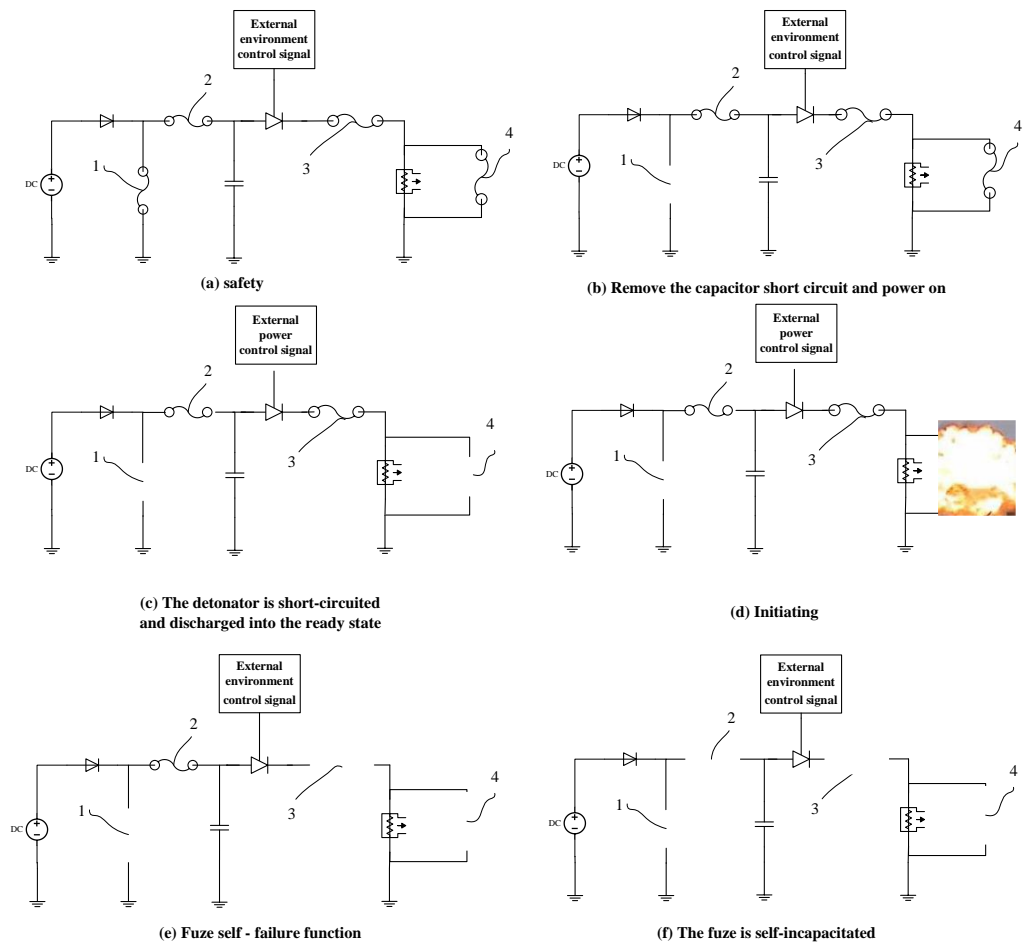 External
environment
control signal
2
1
3
4
DC
(a) safety
External
environment
control signal
2
1
3
4
DC
(b) Remove the capacitor short circuit and power on
External
power
control signal
2
1
3
4
DC
(c) The detonator is short-circuited
and discharged into the ready state
External
power
control signal
2
1
3
DC
(d) Initiating
External
environment
control signal
2
1
3
4
DC
(e) Fuze self - failure function
External
environment
control signal
2
1
3
4
DC
(f) The fuze is self-incapacitated